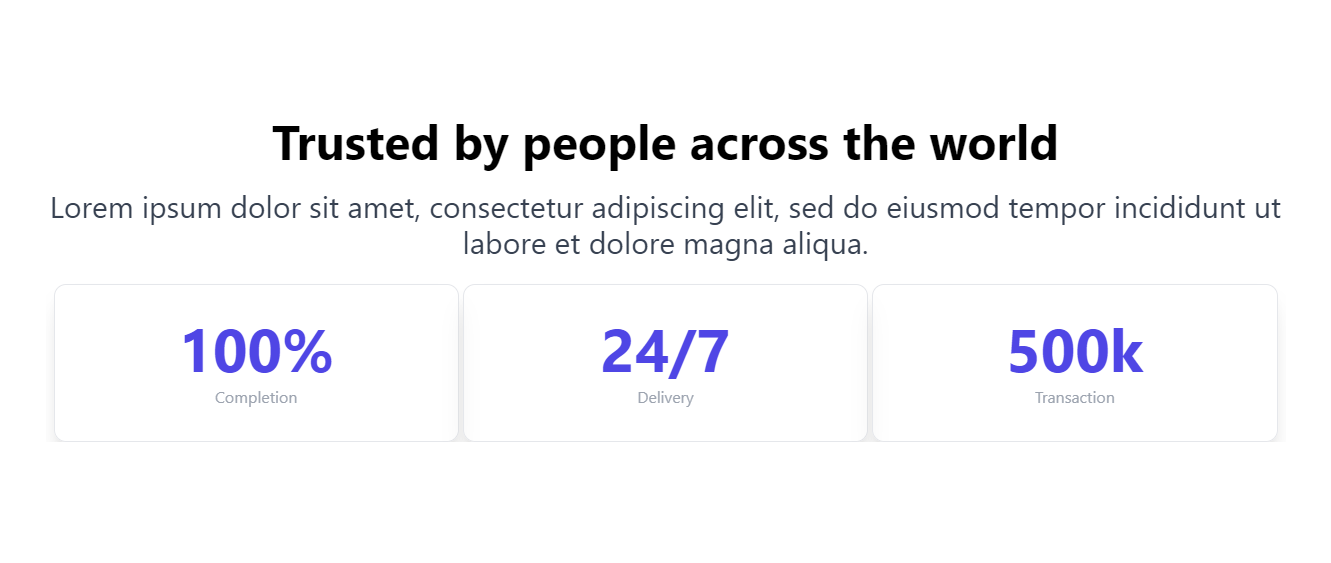 Trusted by people across the world
Lorem ipsum dolor sit amet, consectetur adipiscing elit, sed do eiusmod tempor incididunt ut
labore et dolore magna aliqua.
100%
Completion
24/7
Delivery
500k
Transaction